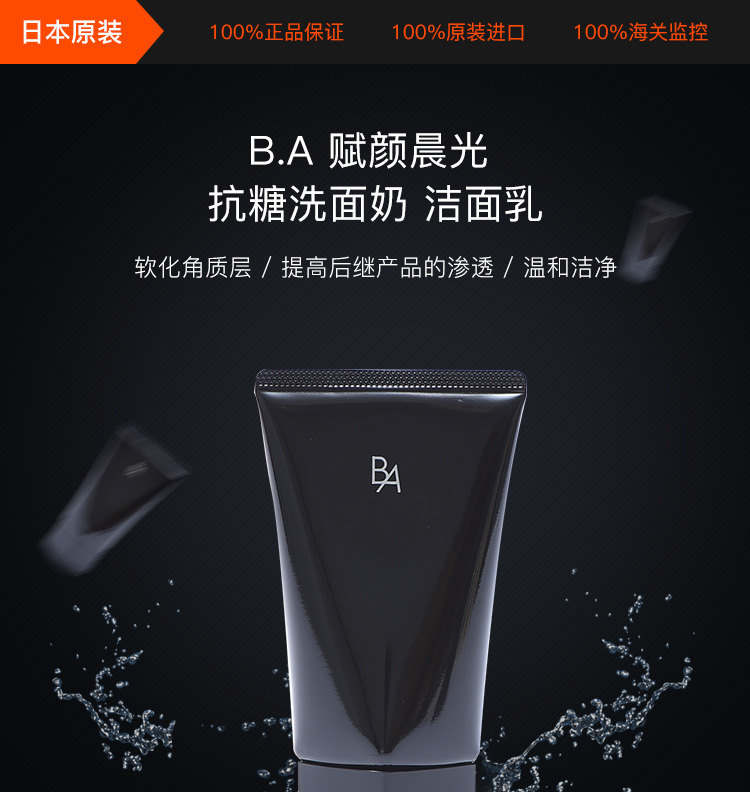 日本原装
100%正品保证
100%原装进口
100%海关监控
B.A 赋颜晨光
抗糖洗面奶 洁面乳
软化角质层 / 提高后继产品的渗透 / 温和洁净
BA